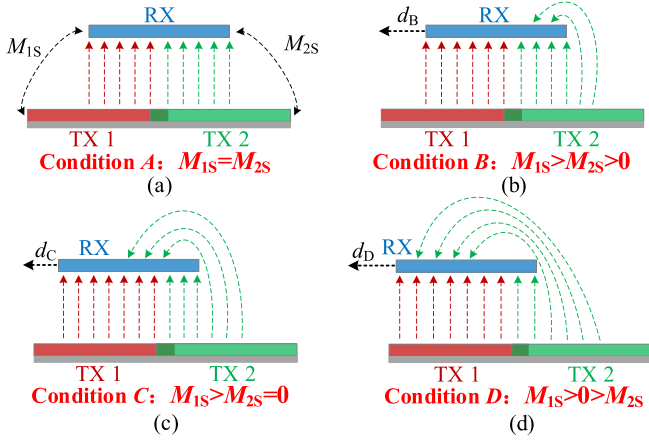 RX
M1S
M2S
TX 1 TX 2
Condition A：M1S=M2S
(a)
dB RX
TX 1 TX 2
Condition B：M1S>M2S>0
(b)
dC RX
TX 1 TX 2
Condition C：M1S>M2S=0
(c)
dD RX
TX 1 TX 2
Condition D：M1S>0>M2S
(d)